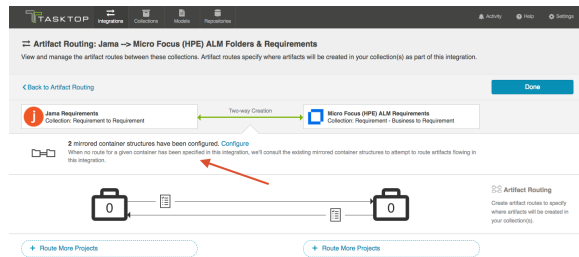 TASKTOP
Integrations
Collections
Models
Repositories
Activity
Help
Settings
Artifact Routing: Jama --> Micro Focus (HPE) ALM Folders & Requirements
View and manage the artifact routes between these collections. Artifact routes specify where artifacts will be created in your collection(s) as part of this integration.
Back to Artifact Routing
Done
Jama Requirements
Collection: Requirement to Requirement
Two-way Creation
Micro Focus (HPE) ALM Requirements
Collection: Requirement - Business to Requirement
2 mirrored container structures have been configured. Configure
When no route for a given container has been specified in this integration, we'll consult the existing mirrored container structures to attempt to route artifacts flowing in
this integration.
0
0
Artifact Routing
Create artifact routes to specify
where artifacts will be created in
your collection(s).
+ Route More Projects
+ Route More Projects